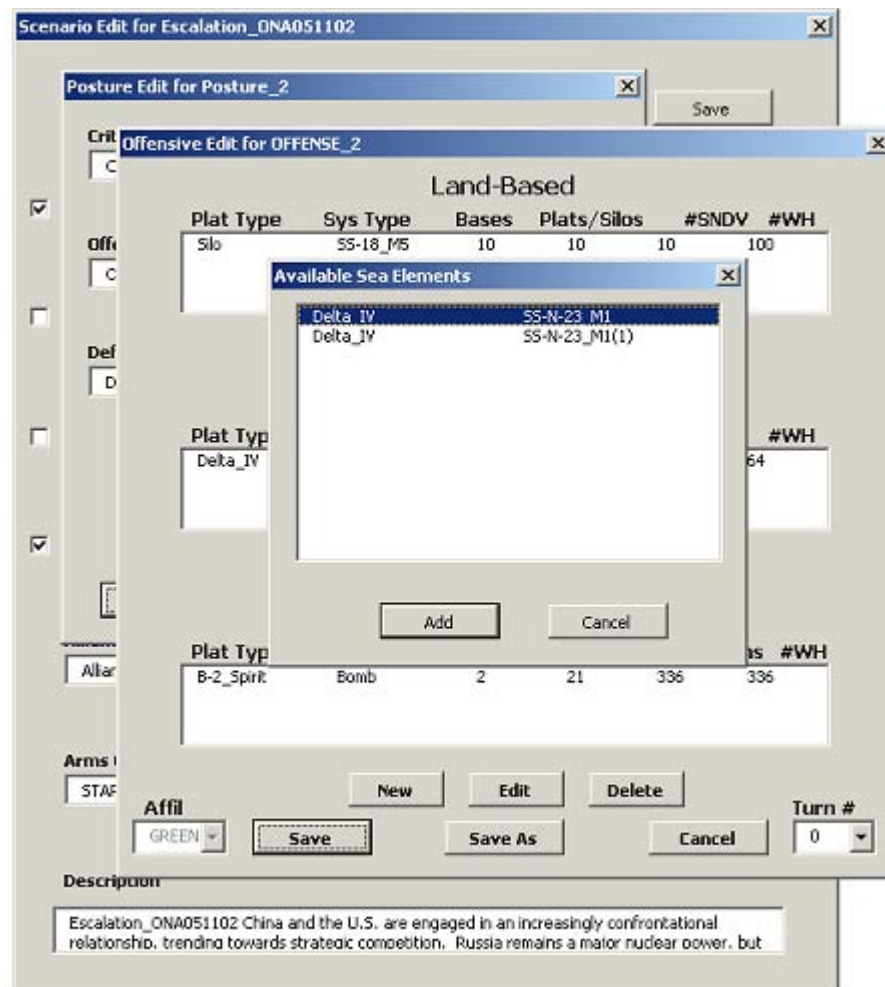 Scenario Edit for Escalation_ONA051102
Posture Edit for Posture_2
Save
Offensive Edit for OFFENSE_2
Land-Based
Plat Type Sys Type Bases Plats/Silos #SNDV #WH
Silo SS-18_M5 10 10 10 100
Available Sea Elements
Delta_IV SS-N-23_M1
Delta_IV SS-N-23_M1(1)
Plat Typ #WH
Delta_IV 64
Add Cancel
Plat Typ #WH
B-2_Spirit Bomb 2 21 336 336
Arms
New Edit Delete
Affil Turn #
GREEN Save Save As Cancel 0
Description
Escalation_ONA051102 China and the U.S. are engaged in an increasingly confrontational
relationship, trending towards strategic competition. Russia remains a major nuclear power, but